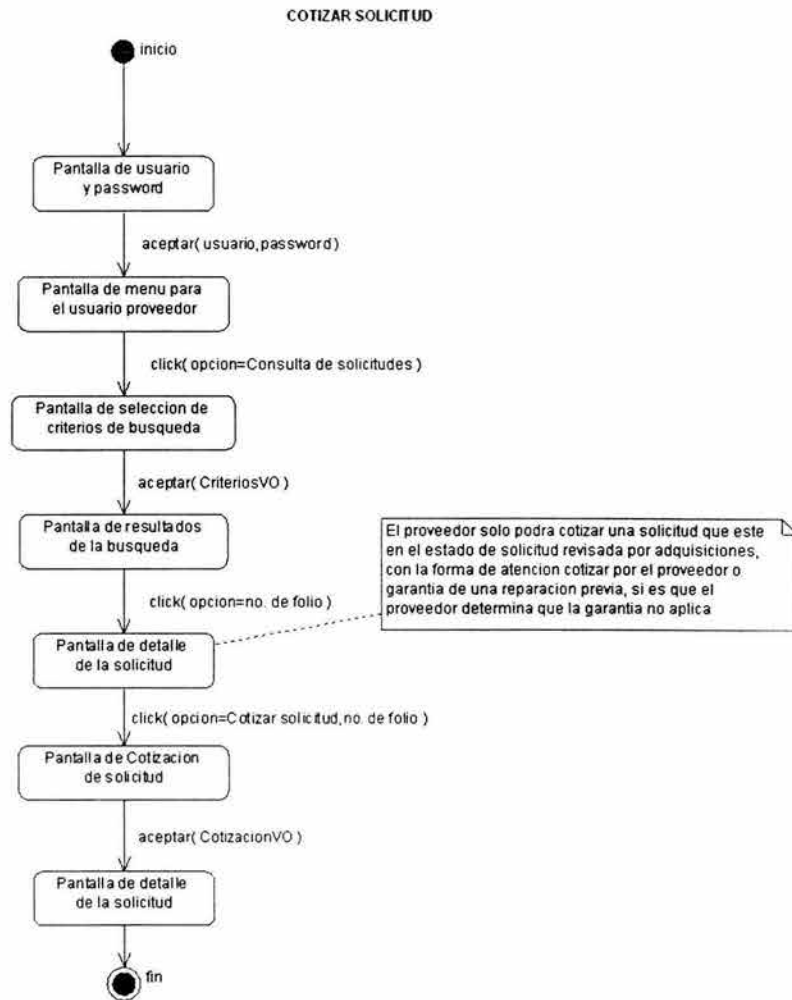 COTIZAR SOLICITUD
inicio
Pantalla de usuario
y password
aceptar( usuario,password )
Pantalla de menu para
el usuario proveedor
click( opcion=Consulta de solicitudes )
Pantalla de seleccion de
criterios de busqueda
aceptar( CriteriosVO )
Pantalla de resultados
de la busqueda
El proveedor solo podra cotizar una solicitud que este
en el estado de solicitud revisada por adquisiciones,
con la forma de atencion cotizar por el proveedor o
garantia de una reparacion previa, si es que el
proveedor determina que la garantia no aplica
click( opcion=no. de folio )
Pantalla de detalle
de la solicitud
click( opcion=Cotizar solicitud,no. de folio )
Pantalla de Cotizacion
de solicitud
aceptar( CotizacionVO )
Pantalla de detalle
de la solicitud
fin